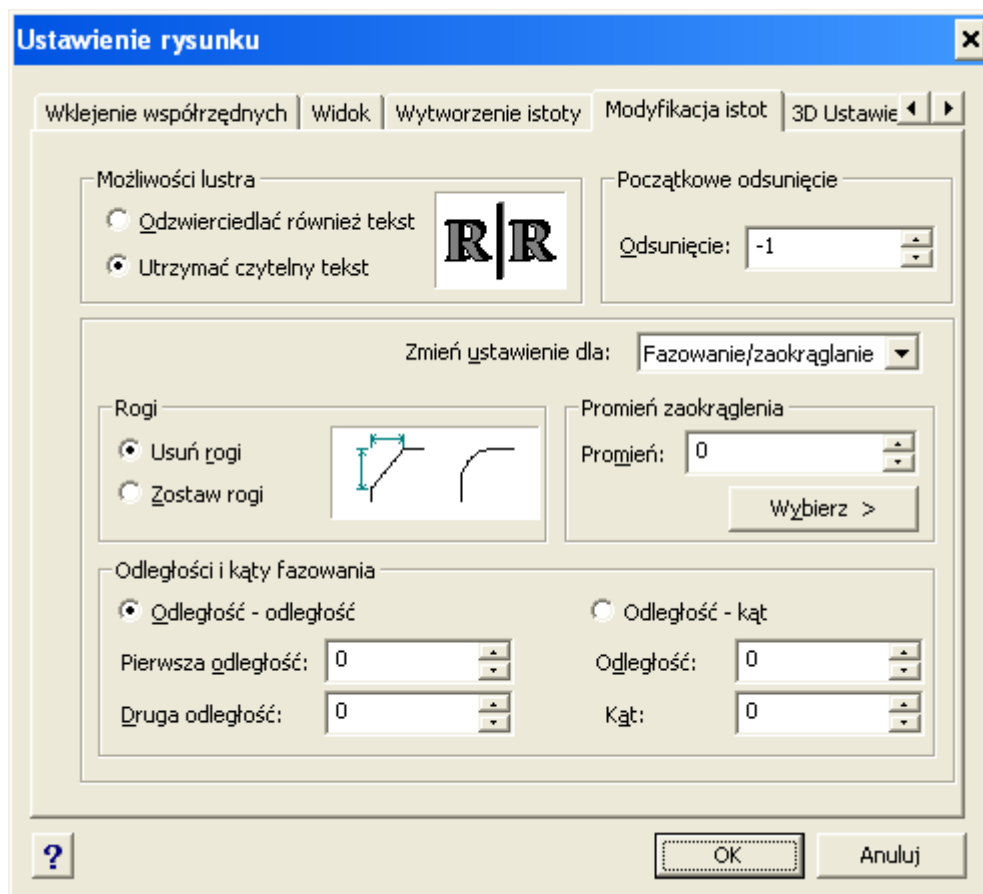 Ustawienie rysunku
Wklejenie współrzędnych Widok Wytworzenie istoty Modyfikacja istot 3D Ustawie
Możliwości lustra
Odzwierciedlać również tekst
Utrzymać czytelny tekst
R R
Początkowe odsunięcie
Odsunięcie: -1
Zmień ustawienie dla: Fazowanie/zaokrąglanie
Rogi
Usuń rogi
Zostaw rogi
Promień zaokrąglenia
Promień: 0
Wybierz >
Odległości i kąty fazowania
Odległość - odległość Odległość - kąt
Pierwsza odległość: 0 Odległość: 0
Druga odległość: 0 Kąt: 0
? OK Anuluj